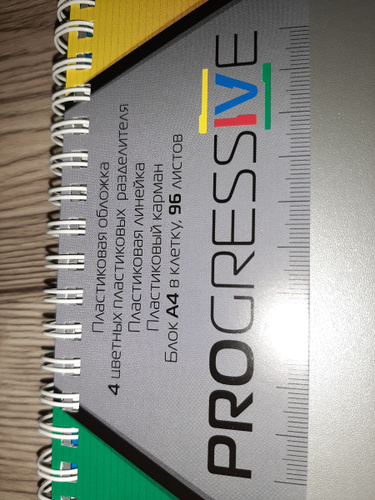 Пластиковая обложка
4 цветных пластиковых разделителя
Пластиковая линейка
Пластиковый карман
Блок А4 в клетку, 96 листов
PROGRESSIVE